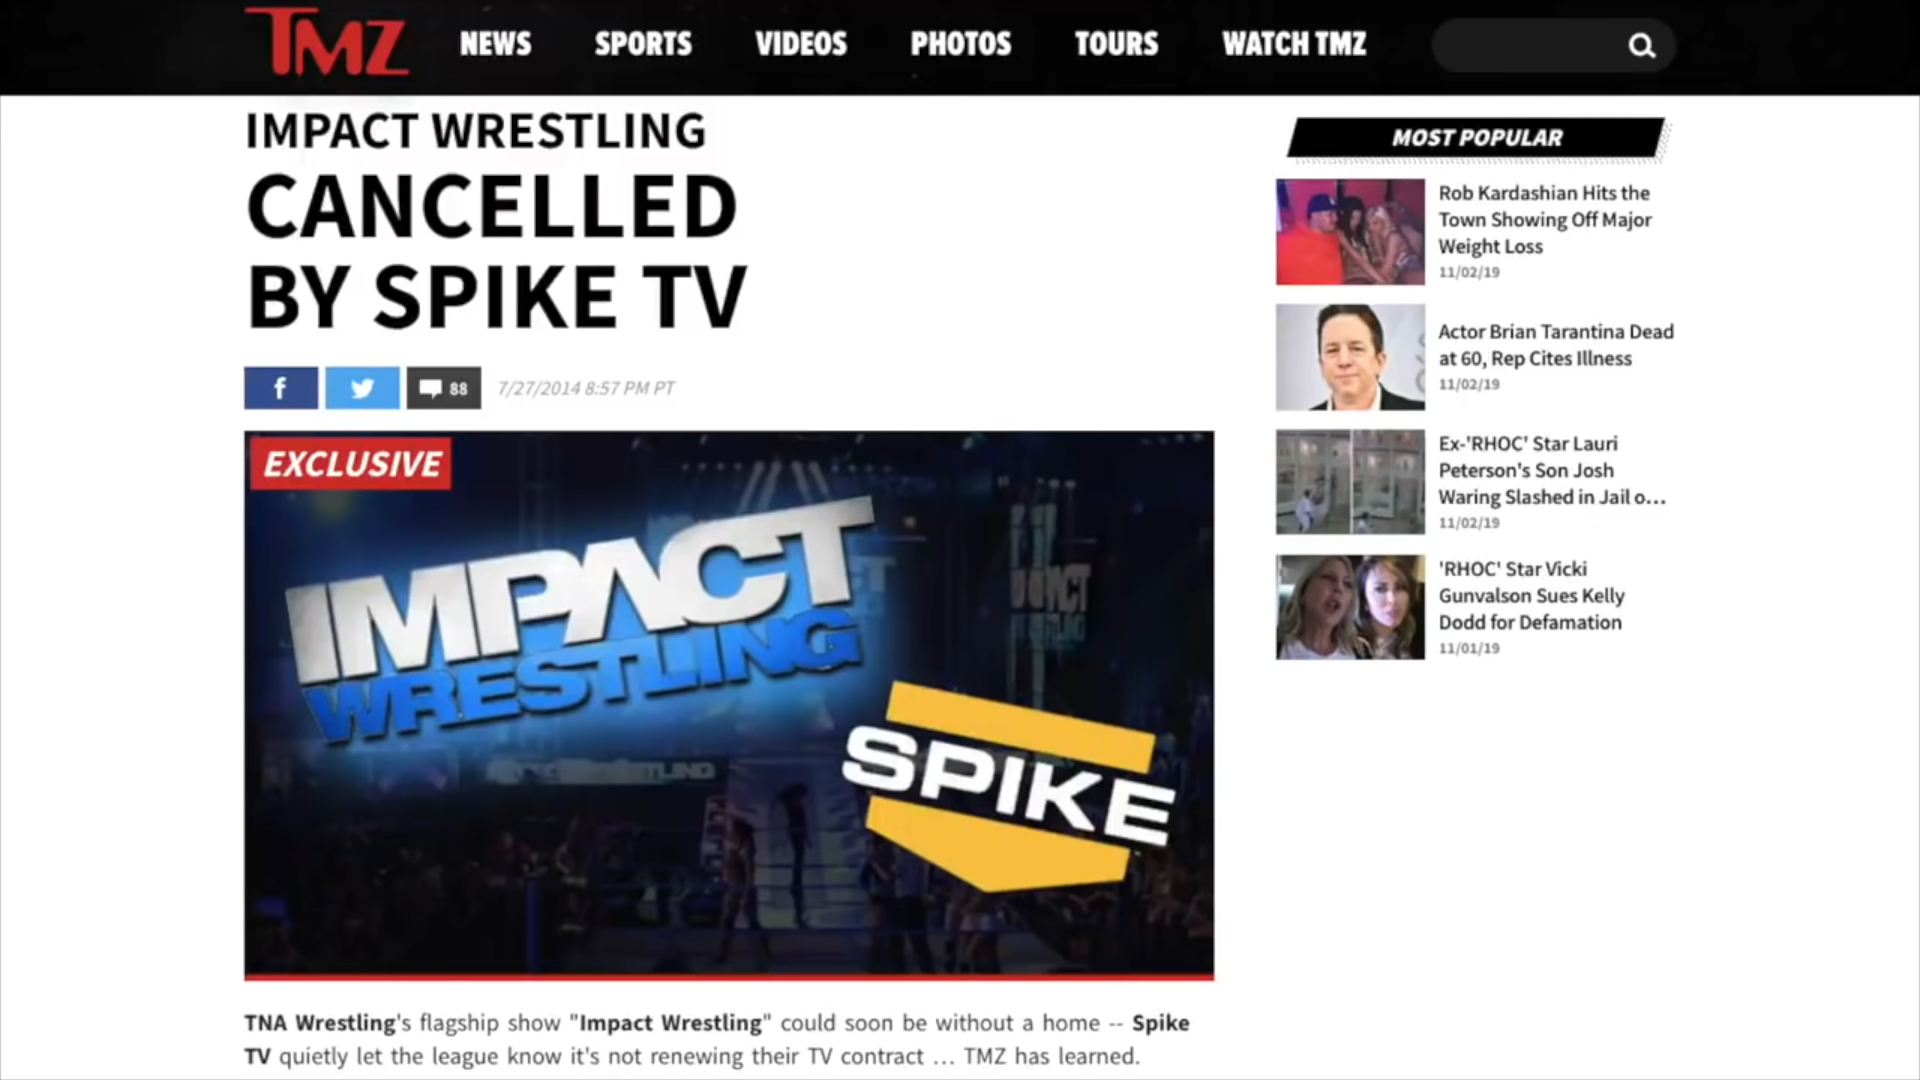 TMZ
NEWS SPORTS VIDEOS PHOTOS TOURS WATCH TMZ
IMPACT WRESTLING
CANCELLED
BY SPIKE TV
f 88 7/27/2014 8:57 PM PT
EXCLUSIVE
IMPACT
WRESTLING
SPIKE
TNA Wrestling's flagship show "Impact Wrestling" could soon be without a home -- Spike
TV quietly let the league know it's not renewing their TV contract ... TMZ has learned.
MOST POPULAR
Rob Kardashian Hits the
Town Showing Off Major
Weight Loss
11/02/19
Actor Brian Tarantina Dead
at 60, Rep Cites Illness
11/02/19
Ex-'RHOC' Star Lauri
Peterson's Son Josh
Waring Slashed in Jail o...
11/02/19
'RHOC' Star Vicki
Gunvalson Sues Kelly
Dodd for Defamation
11/01/19